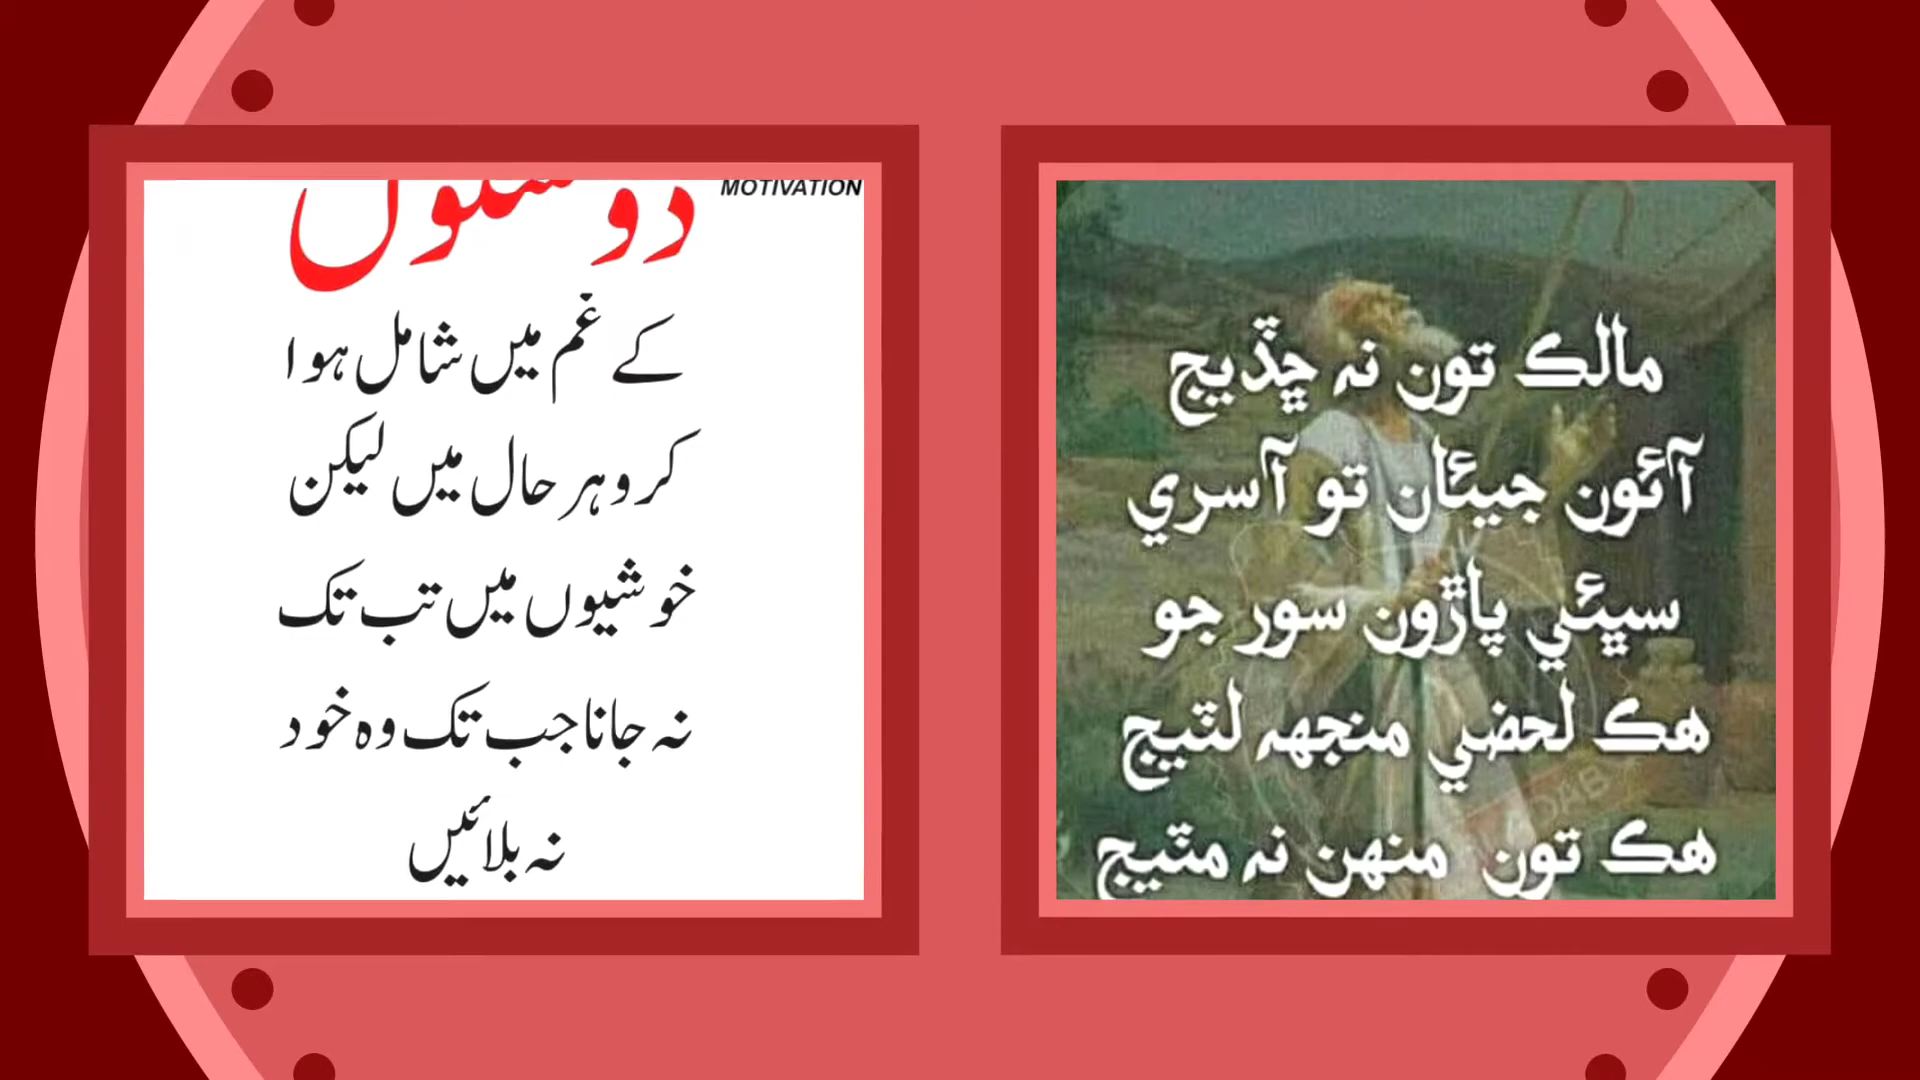 MOTIVATION
دوستوں
کے غم میں شامل ہوا
کرو ہر حال میں لیکن
خوشیوں میں تب تک
نہ جانا جب تک وہ خود
نہ بلائیں
مالڪ تون نہ ڇڏيج
آئون جيئان تو آسري
سڀئي پاڙون سور جو
هڪ لحضي منجهہ لٽيج
هڪ تون منهن نہ مٽيج